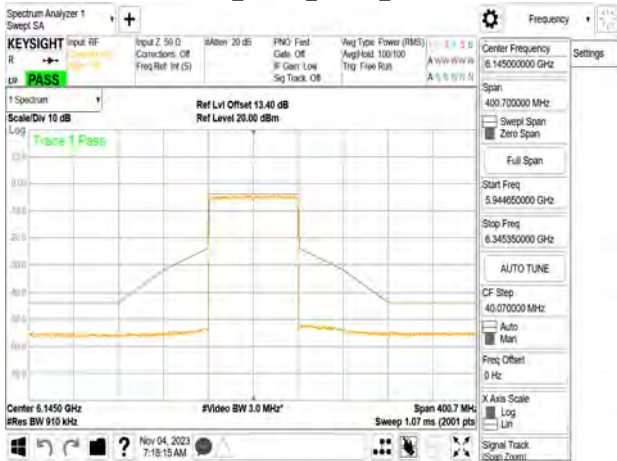 Spectrum Analyzer 1
Swept SA
+
Frequency
KEYSIGHT
Input: RF
R
PASS
Input Z: 50 Ω
Corrections: Off
Freq Ref: Int (S)
#Atten: 20 dB
PNO: Fast
Gate: Off
IF Gain: Low
Sig Track: Off
Avg Type: Power (RMS)
Avg|Hold: 100/100
Trig: Free Run
Center Frequency
6.145000000 GHz
Settings
Span
400.700000 MHz
Swept Span
Zero Span
Full Span
Start Freq
5.944650000 GHz
Stop Freq
6.345350000 GHz
AUTO TUNE
CF Step
40.070000 MHz
Auto
Man
Freq Offset
0 Hz
X Axis Scale
Log
Lin
Signal Track
(Span Zoom)
1 Spectrum
Scale/Div 10 dB
Ref Lvl Offset 13.40 dB
Ref Level 20.00 dBm
Log
Trace 1 Pass
Center 6.1450 GHz
#Video BW 3.0 MHz*
Span 400.7 MHz
#Res BW 910 kHz
Sweep 1.07 ms (2001 pts
Nov 04, 2023
7:18:15 AM
?